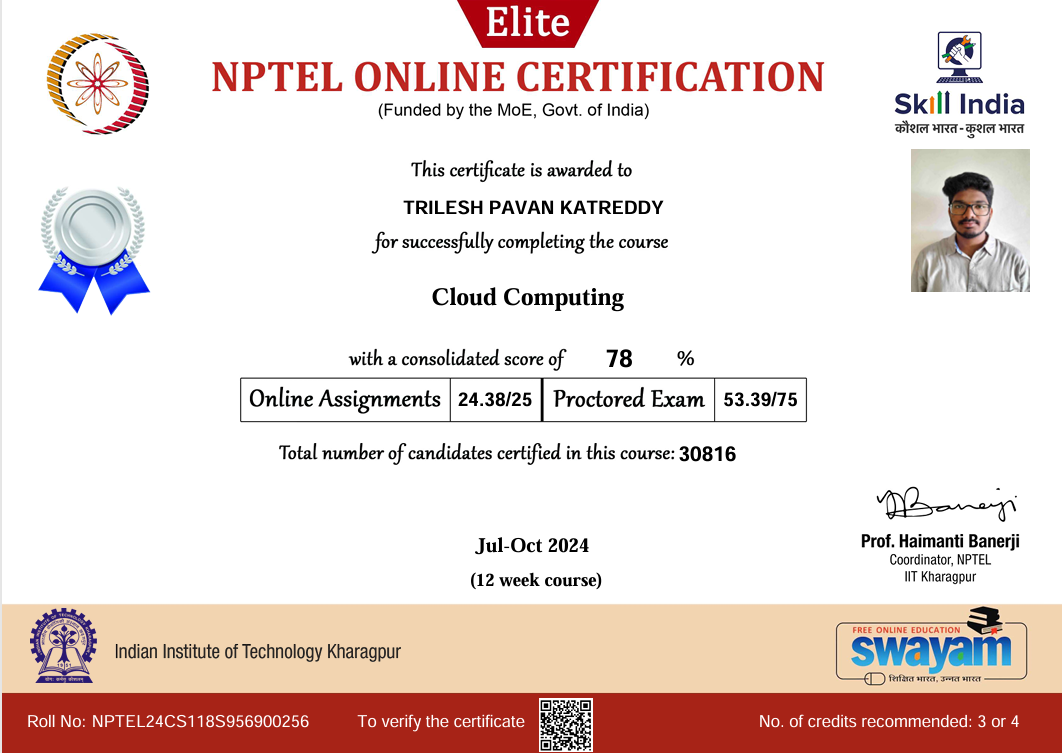 Elite
NPTEL ONLINE CERTIFICATION
(Funded by the MoE, Govt. of India)
Skill India
कौशल भारत - कुशल भारत
This certificate is awarded to
TRILESH PAVAN KATREDDY
for successfully completing the course
Cloud Computing
with a consolidated score of 78 %
Online Assignments 24.38/25 Proctored Exam 53.39/75
Total number of candidates certified in this course: 30816
Jul-Oct 2024
(12 week course)
Prof. Haimanti Banerji
Coordinator, NPTEL
IIT Kharagpur
Indian Institute of Technology Kharagpur
FREE ONLINE EDUCATION
swayam
शिक्षित भारत, उन्नत भारत
Roll No: NPTEL24CS118S956900256
To verify the certificate
No. of credits recommended: 3 or 4